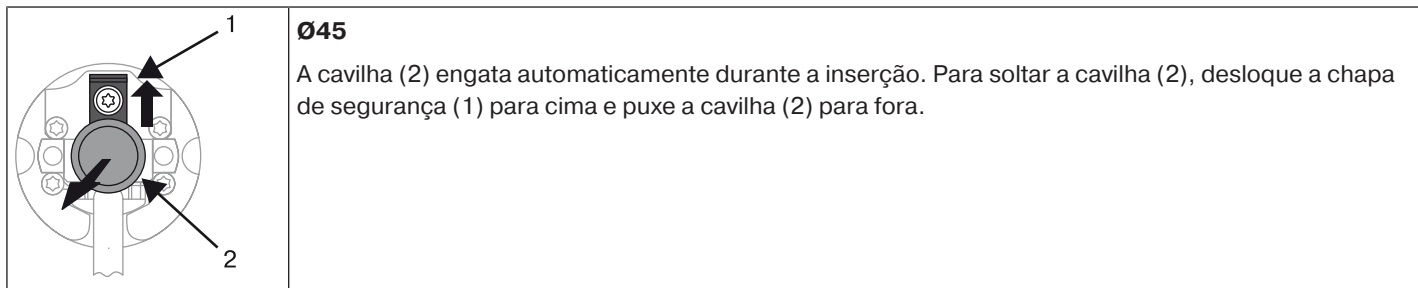 1
2
Ø45
A cavilha (2) engata automaticamente durante a inserção. Para soltar a cavilha (2), desloque a chapa
de segurança (1) para cima e puxe a cavilha (2) para fora.